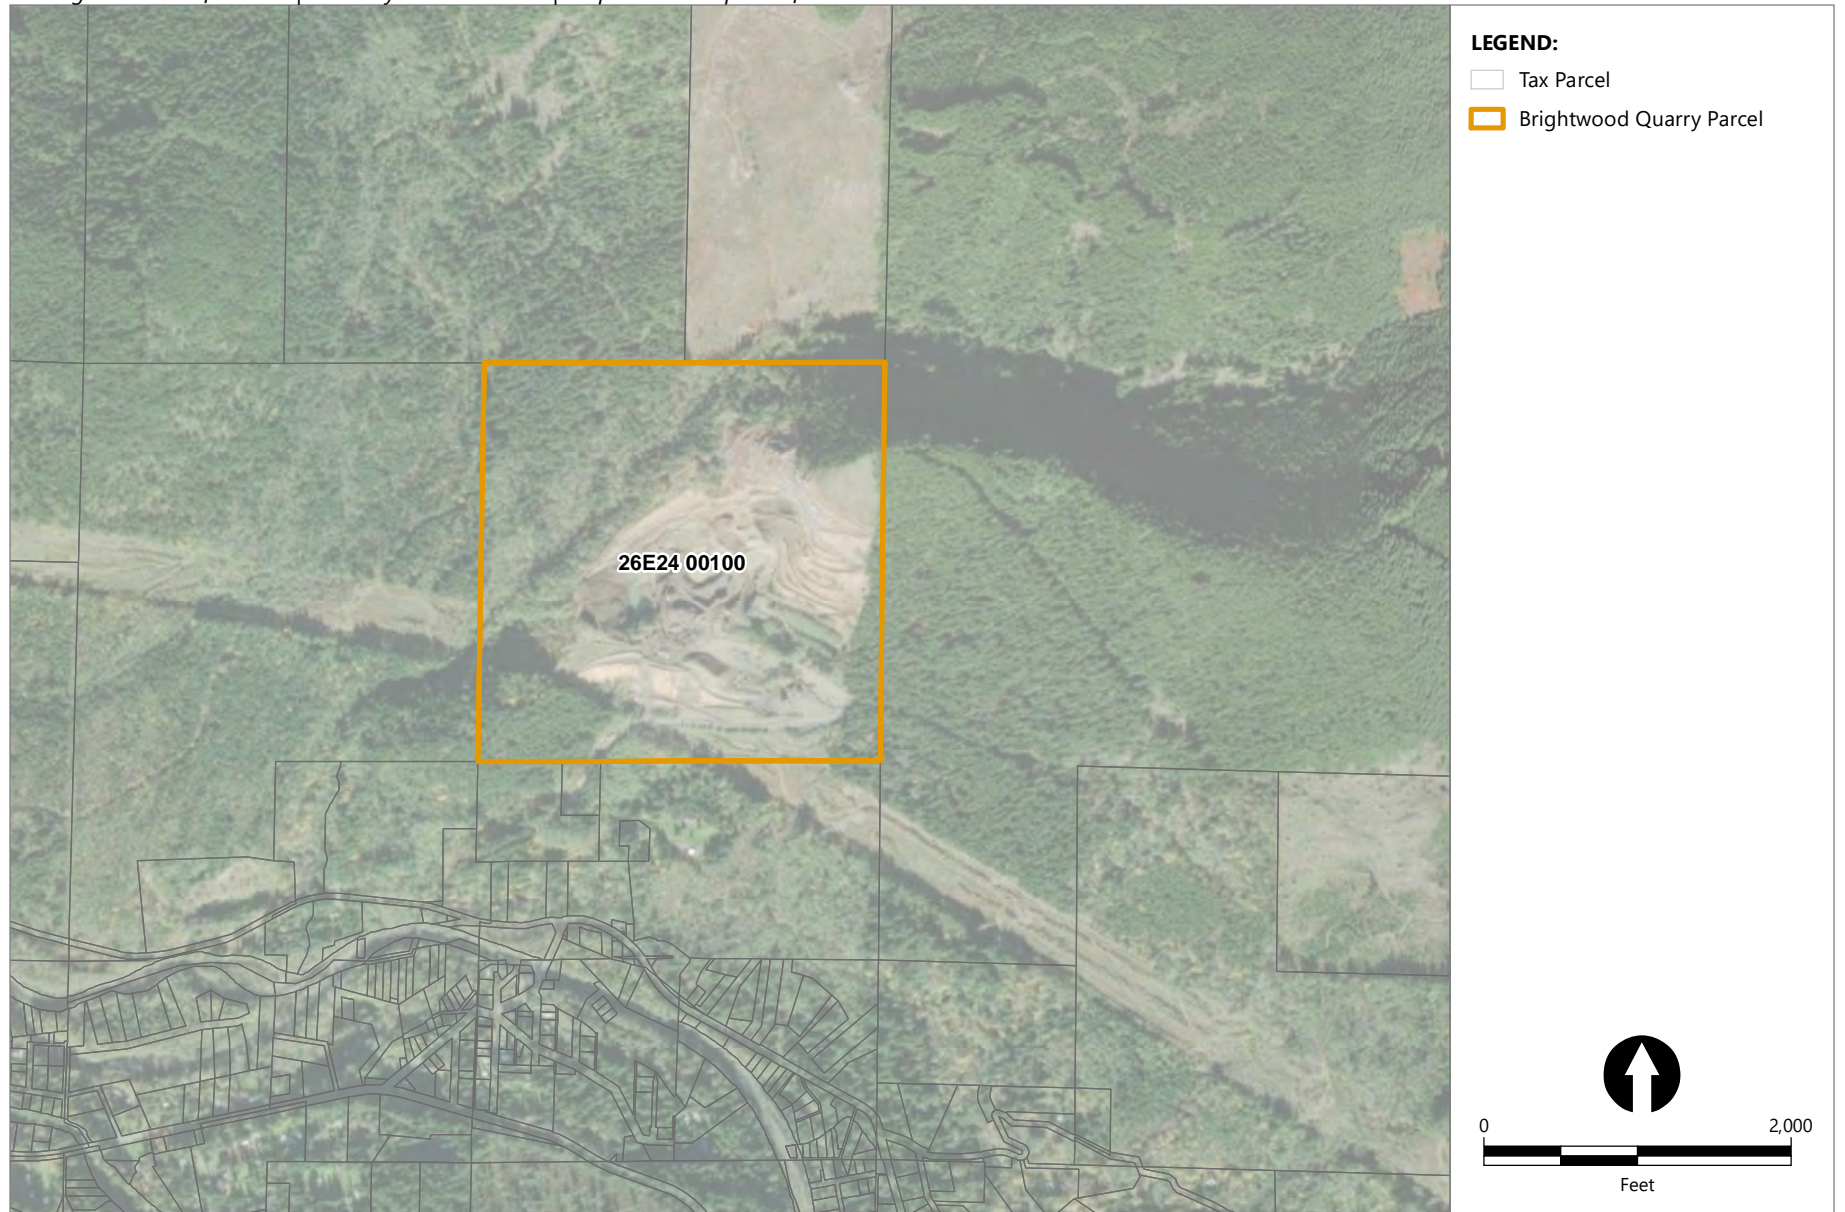 LEGEND:
Tax Parcel
Brightwood Quarry Parcel
26E24 00100
0 2,000
Feet